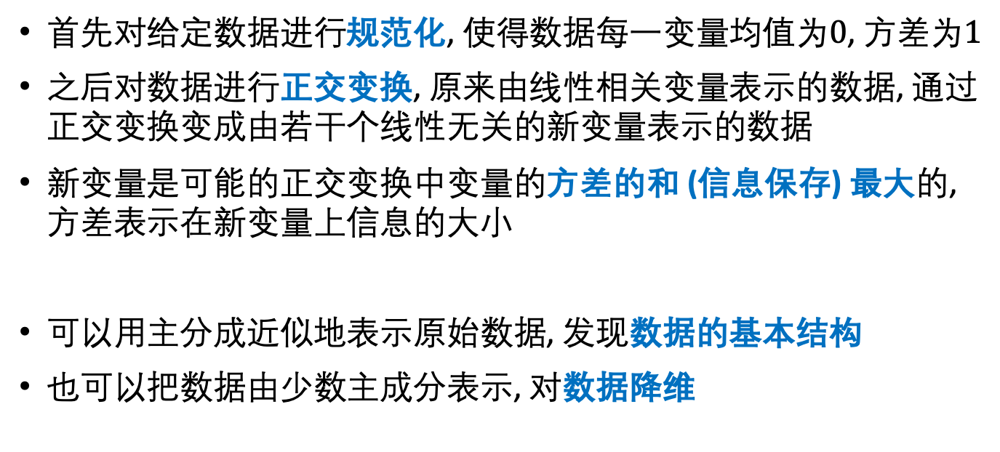 • 首先对给定数据进行规范化, 使得数据每一变量均值为0, 方差为1
• 之后对数据进行正交变换, 原来由线性相关变量表示的数据, 通过
正交变换变成由若干个线性无关的新变量表示的数据
• 新变量是可能的正交变换中变量的方差的和 (信息保存) 最大的,
方差表示在新变量上信息的大小
• 可以用主分成近似地表示原始数据, 发现数据的基本结构
• 也可以把数据由少数主成分表示, 对数据降维